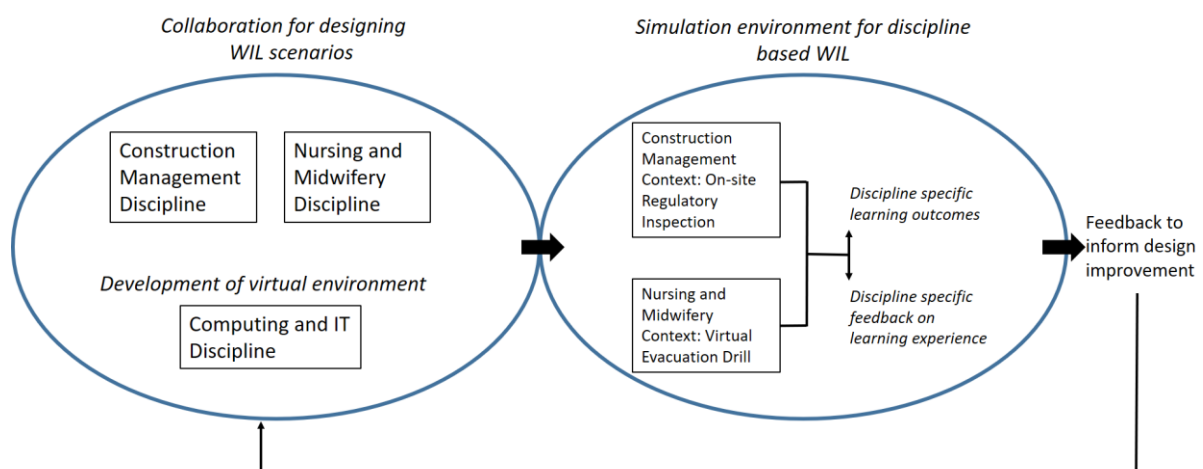 Collaboration for designing
WIL scenarios
Construction
Management
Discipline
Nursing and
Midwifery
Discipline
Development of virtual environment
Computing and IT
Discipline
Simulation environment for discipline
based WIL
Construction
Management
Context: On-site
Regulatory
Inspection
Nursing and
Midwifery
Context: Virtual
Evacuation Drill
Discipline specific
learning outcomes
Discipline specific
feedback on
learning experience
Feedback to
inform design
improvement